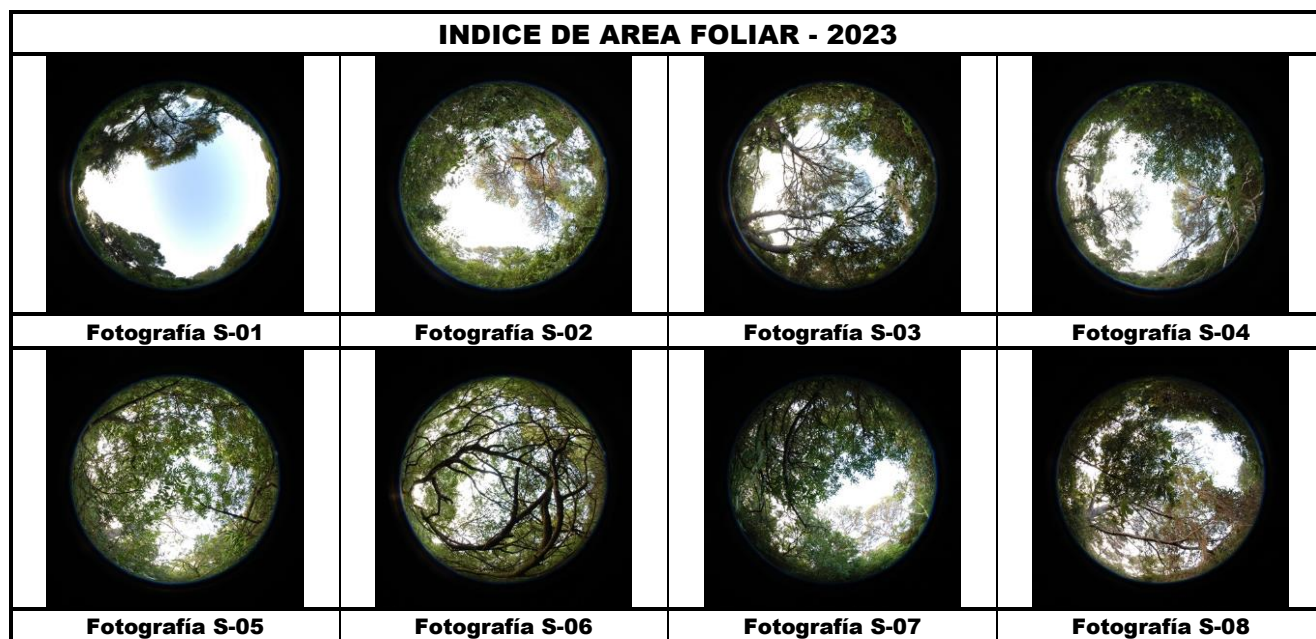 INDICE DE AREA FOLIAR - 2023
Fotografía S-01
Fotografía S-02
Fotografía S-03
Fotografía S-04
Fotografía S-05
Fotografía S-06
Fotografía S-07
Fotografía S-08